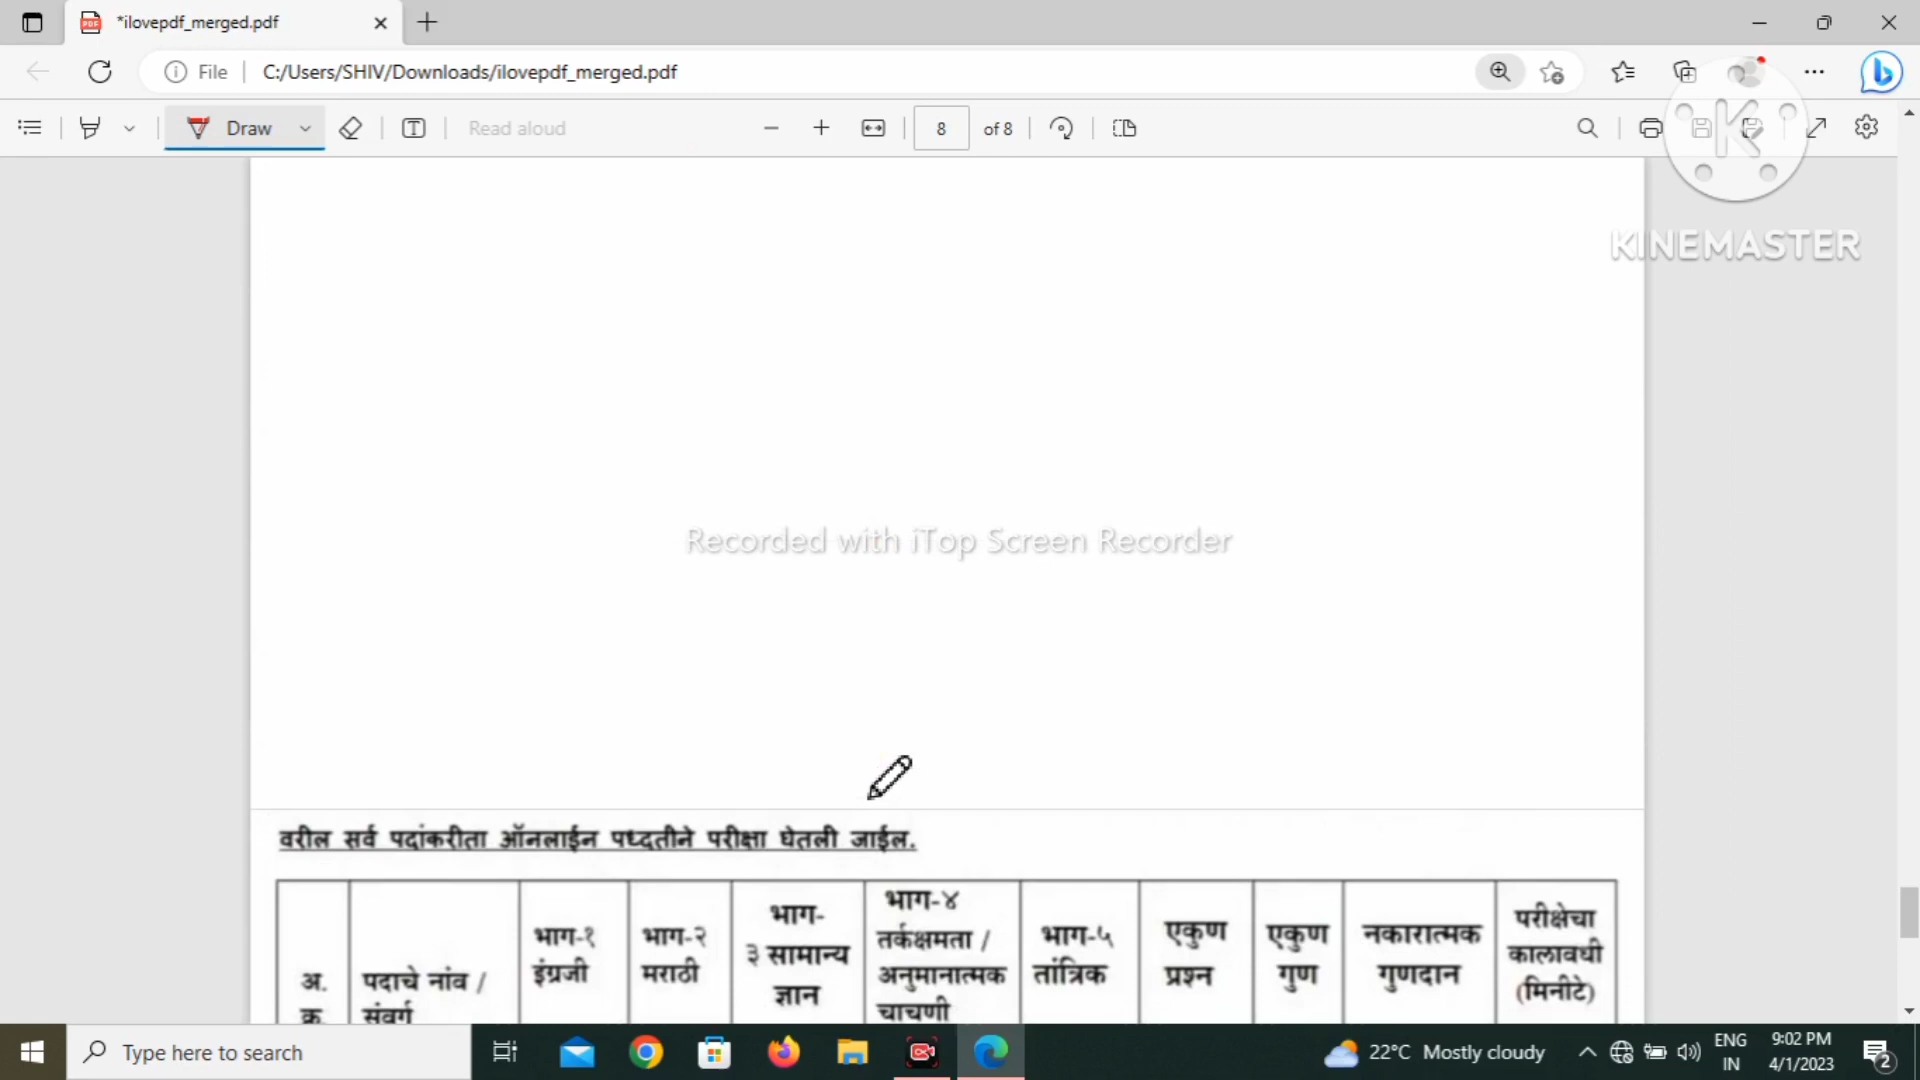 *ilovepdf_merged.pdf
File C:/Users/SHIV/Downloads/ilovepdf_merged.pdf
Draw Read aloud 8 of 8
KINEMASTER
Recorded with iTop Screen Recorder
वरील सर्व पदांकरीता ऑनलाईन पध्दतीने परीक्षा घेतली जाईल.
अ. क्र.
पदाचे नांव / संवर्ग
भाग-१ इंग्रजी
भाग-२ मराठी
भाग-
३ सामान्य
ज्ञान
भाग-४
तर्कक्षमता /
अनुमानात्मक
चाचणी
भाग-५
तांत्रिक
एकुण
प्रश्न
एकुण
गुण
नकारात्मक
गुणदान
परीक्षेचा
कालावधी
(मिनीटे)
Type here to search
22°C Mostly cloudy
ENG
IN
9:02 PM
4/1/2023
2